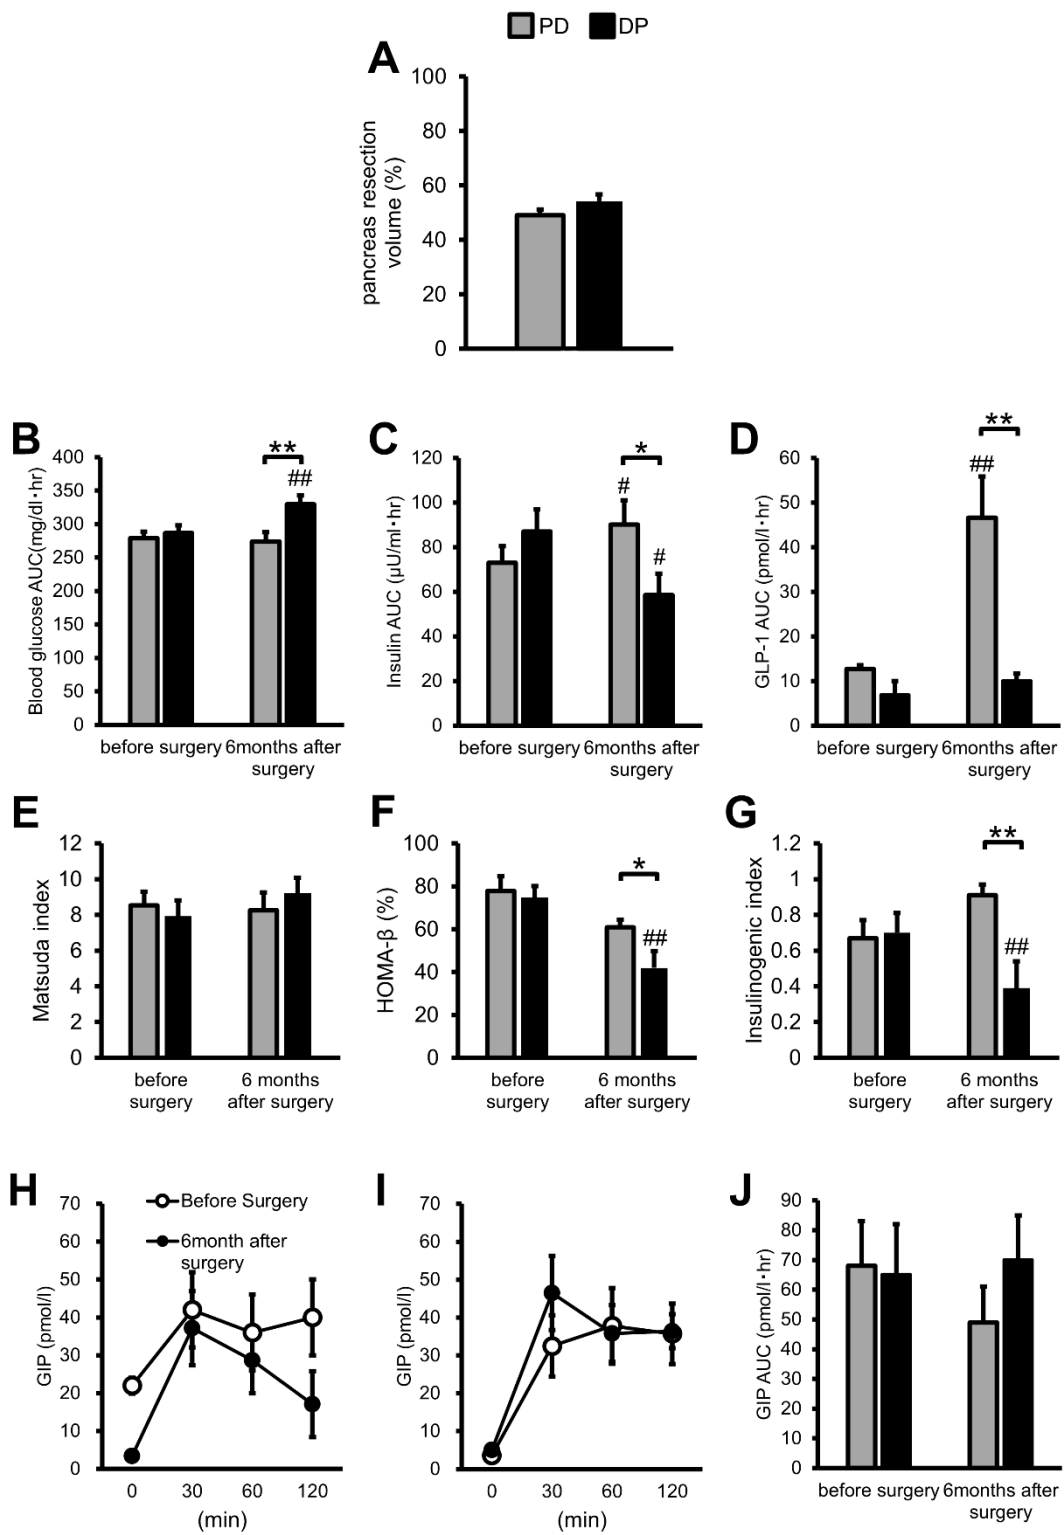 PD DP
A
100
80
60
40
20
0
pancreas resection
volume (%)
B
400
350
300
250
200
150
100
50
0
Blood glucose AUC(mg/dl・hr)
**
##
before surgery 6months after
surgery
C
120
100
80
60
40
20
0
Insulin AUC (μU/ml・hr)
*
#
#
before surgery 6months after
surgery
D
60
50
40
30
20
10
0
GLP-1 AUC (pmol/l・hr)
**
##
before surgery 6months after
surgery
E
12
10
8
6
4
2
0
Matsuda index
before
surgery
6 months
after surgery
F
100
80
60
40
20
0
HOMA-β (%)
*
##
before
surgery
6 months
after surgery
G
1.2
1
0.8
0.6
0.4
0.2
0
Insulinogenic index
**
##
before
surgery
6 months
after surgery
H
70
60
50
40
30
20
10
0
GIP (pmol/l)
Before Surgery
6month after
surgery
0 30 60 120
(min)
I
70
60
50
40
30
20
10
0
GIP (pmol/l)
0 30 60 120
(min)
J
90
80
70
60
50
40
30
20
10
0
GIP AUC (pmol/l・hr)
before surgery 6months after
surgery